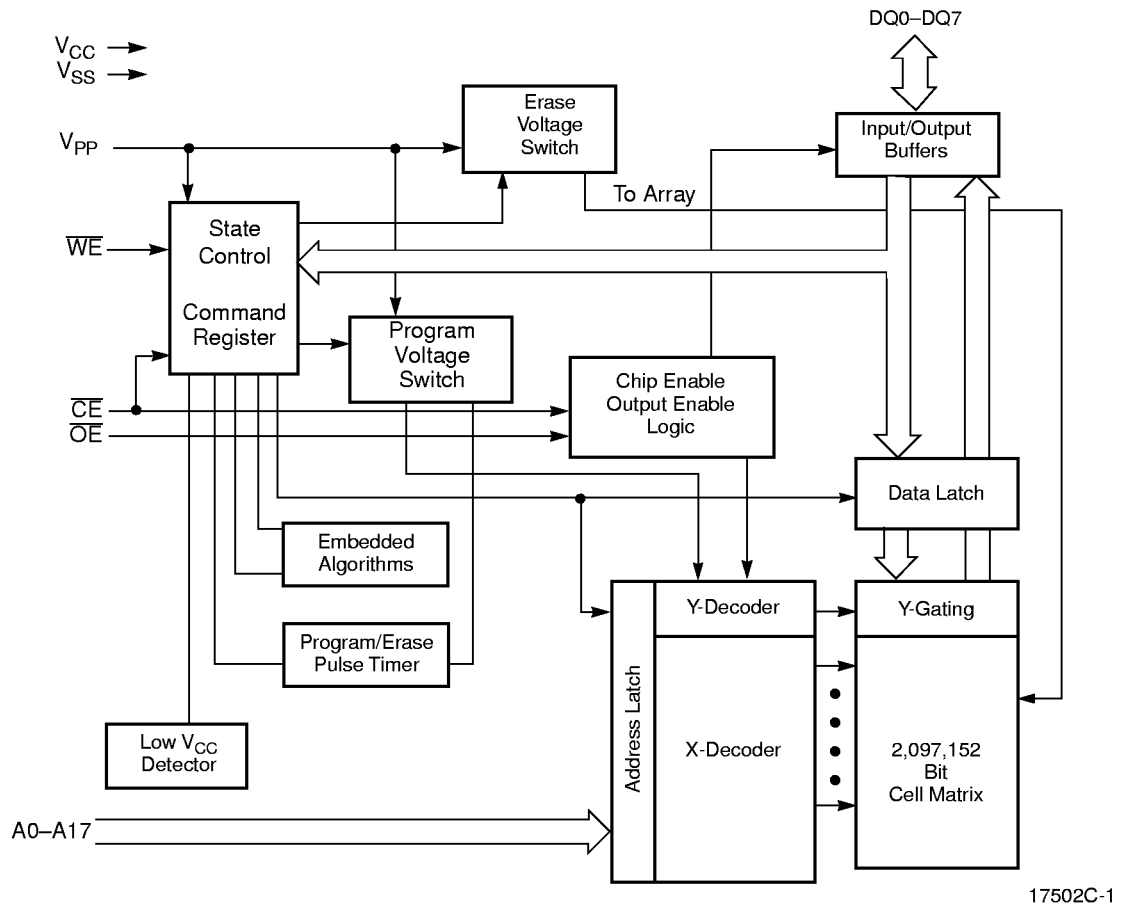 DQ0–DQ7
VCC
VSS
Erase
Voltage
Switch
Input/Output
Buffers
VPP
To Array
State
Control
WE
Command
Register
Program
Voltage
Switch
Chip Enable
Output Enable
Logic
CE
OE
Data Latch
Embedded
Algorithms
Y-Decoder
Y-Gating
Program/Erase
Pulse Timer
Address Latch
Low VCC
Detector
X-Decoder
2,097,152
Bit
Cell Matrix
A0–A17
17502C-1